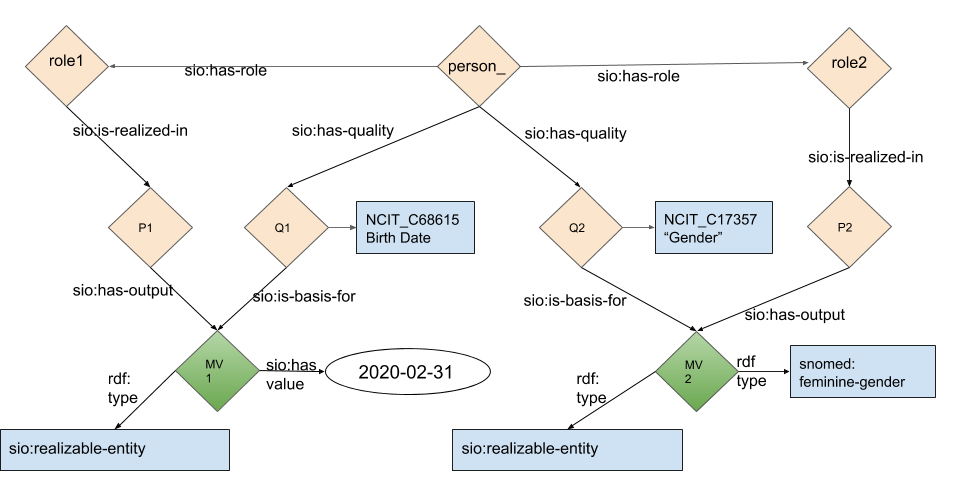 role1
sio:has-role
person_
sio:has-role
role2
sio:is-realized-in
sio:has-quality
sio:has-quality
sio:is-realized-in
P1
Q1
NCIT_C68615
Birth Date
Q2
NCIT_C17357
“Gender”
P2
sio:has-output
sio:is-basis-for
sio:is-basis-for
sio:has-output
MV
1
sio:has
value
2020-02-31
rdf:
type
MV
2
rdf
type
snomed:
feminine-gender
rdf:
type
sio:realizable-entity
sio:realizable-entity